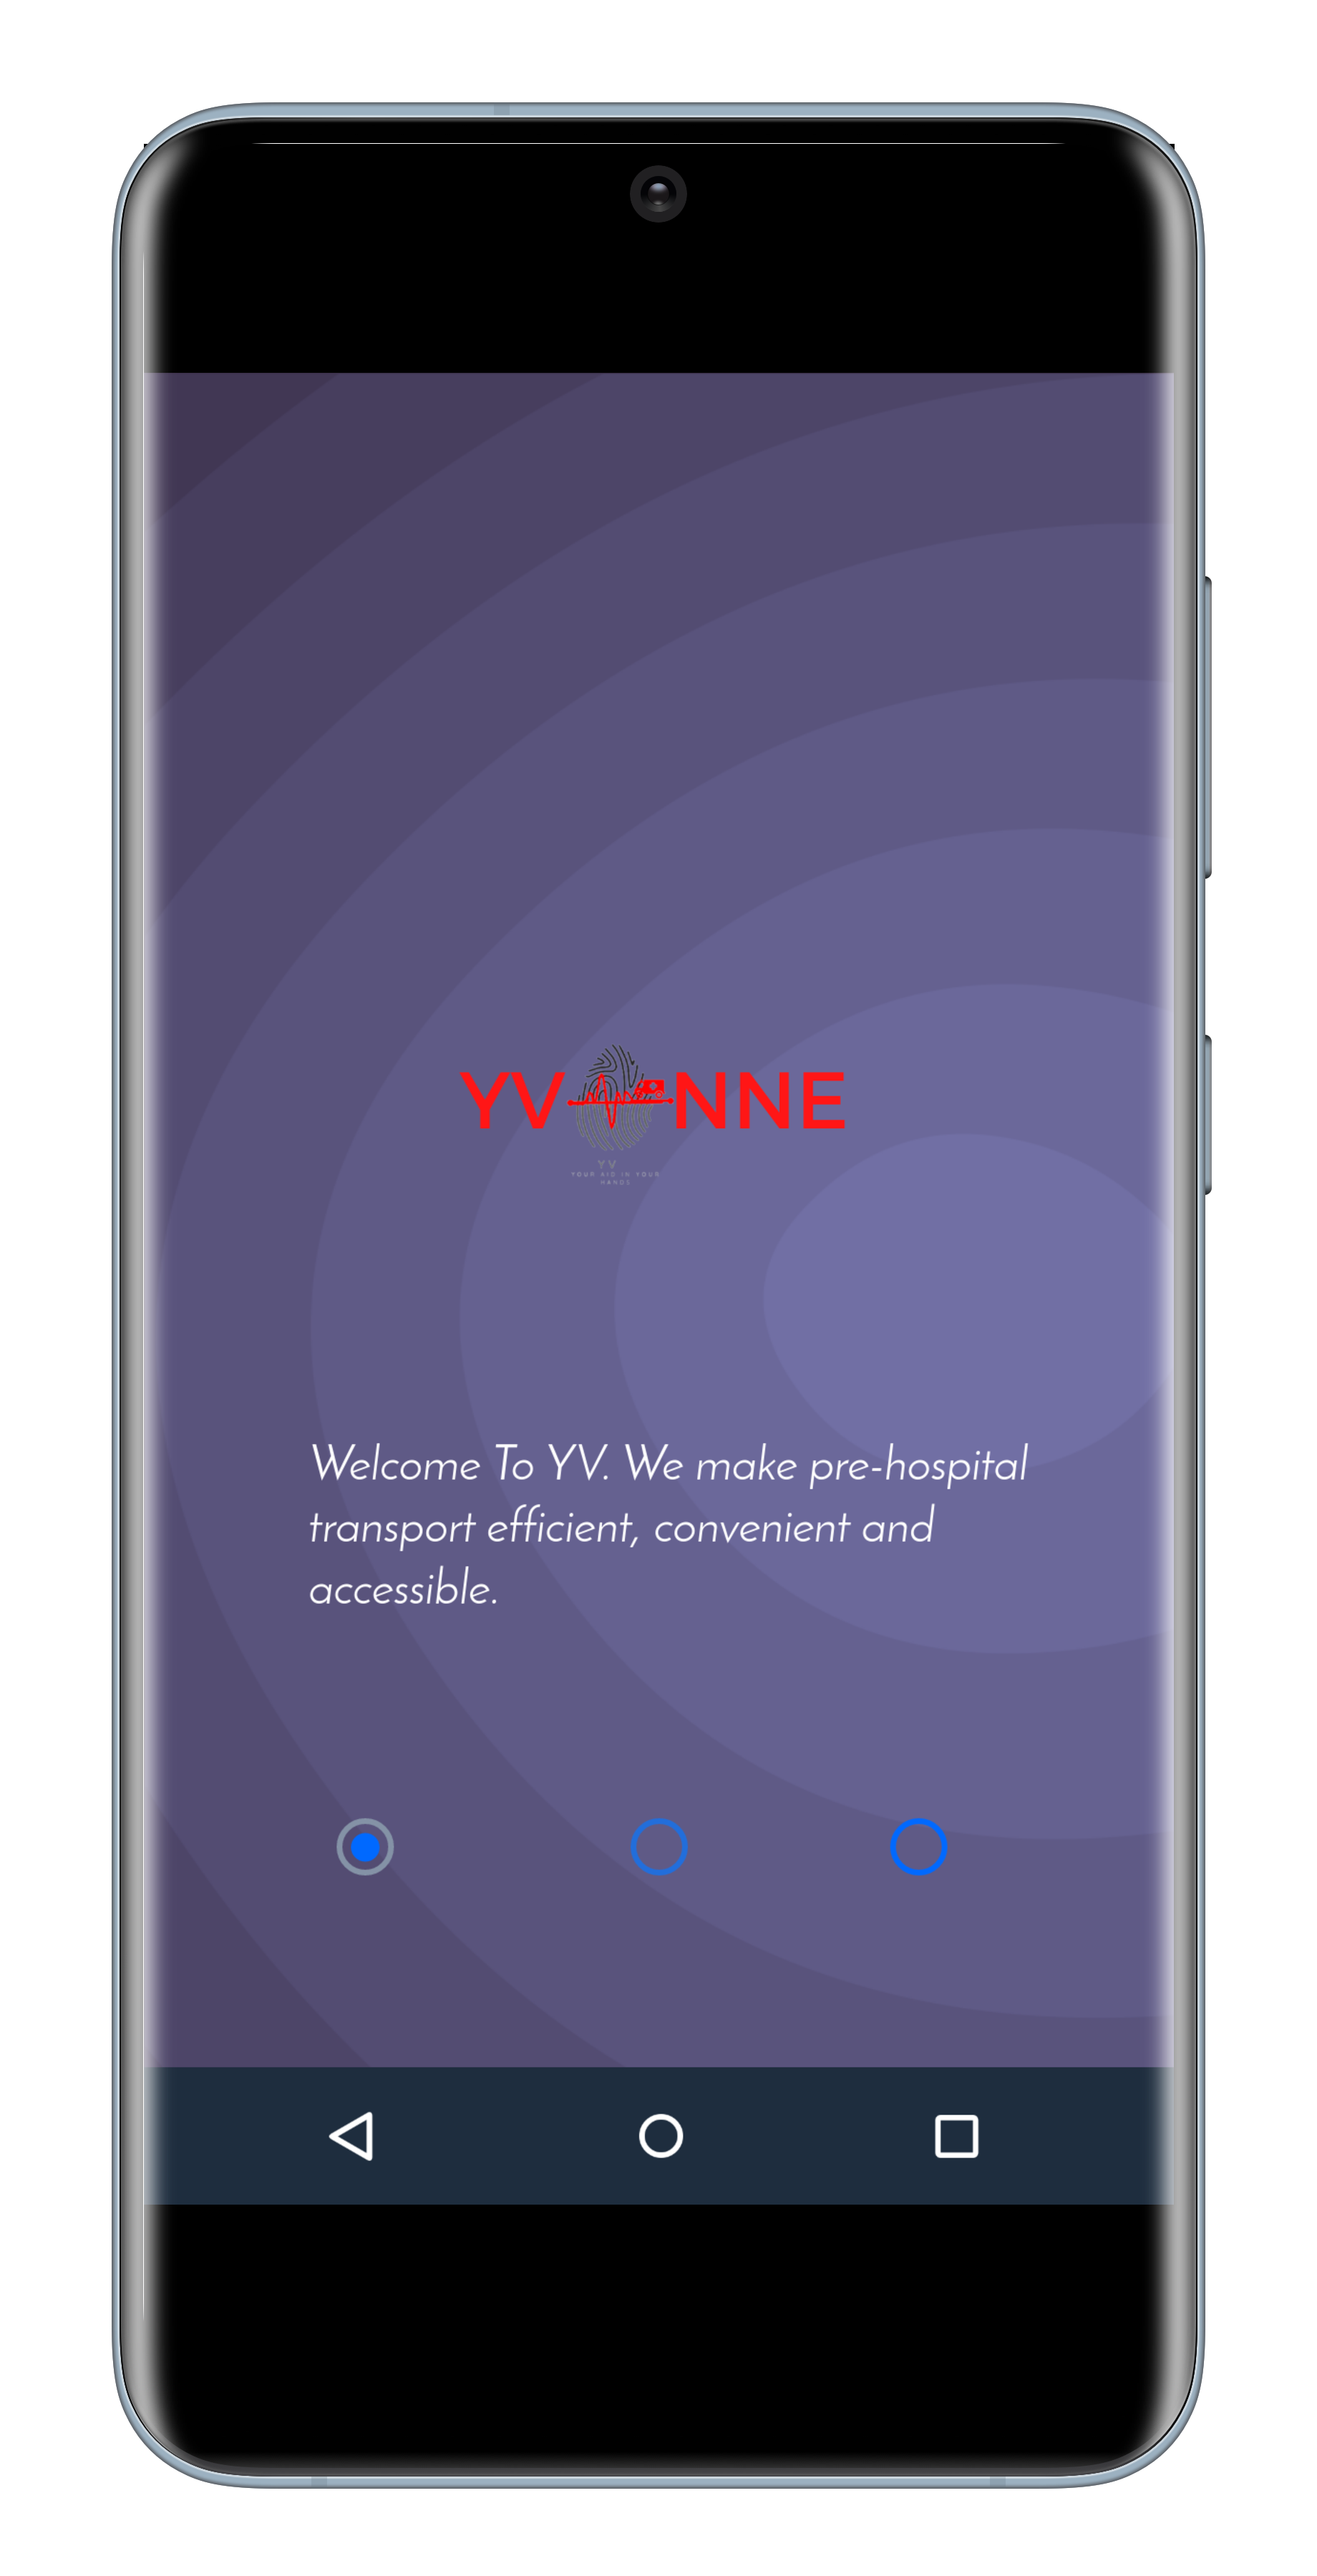 YV NNE
YV
YOUR AID IN YOUR
HANDS
Welcome To YV. We make pre-hospital
transport efficient, convenient and
accessible.